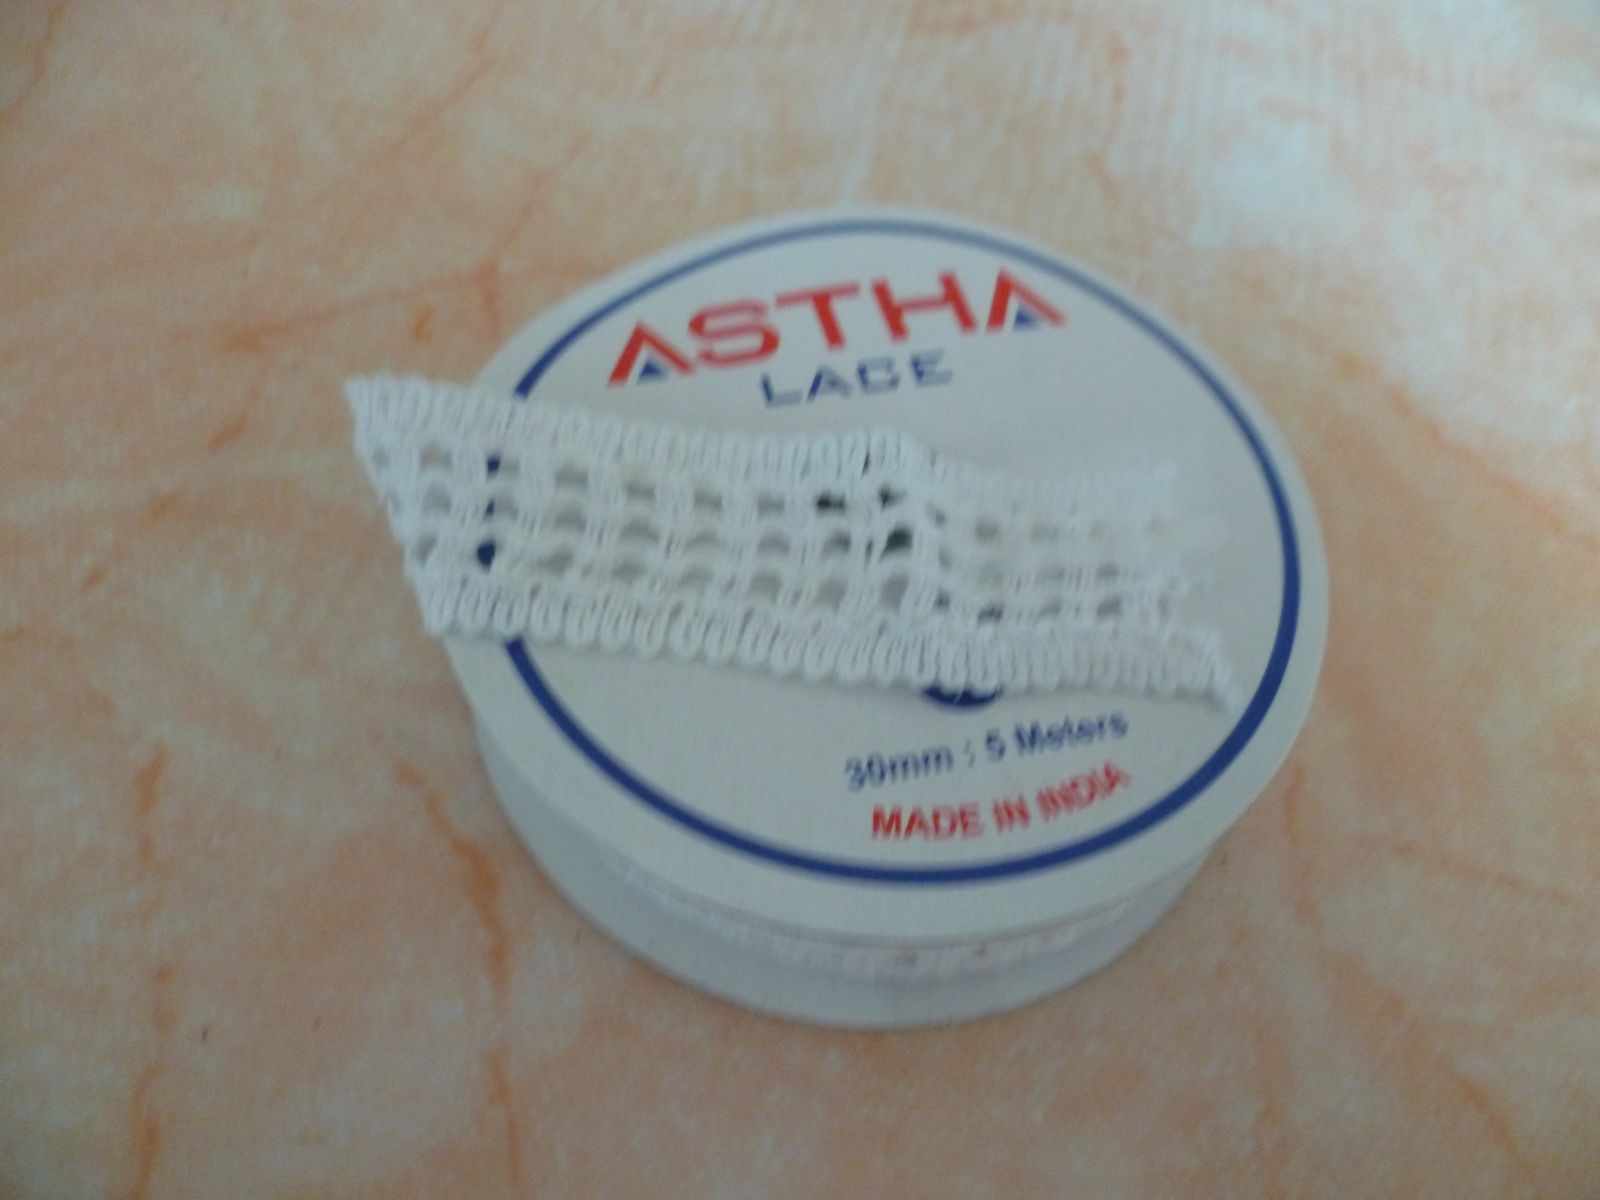 ASTHA
LACE
30mm : 5 Meters
MADE IN INDIA